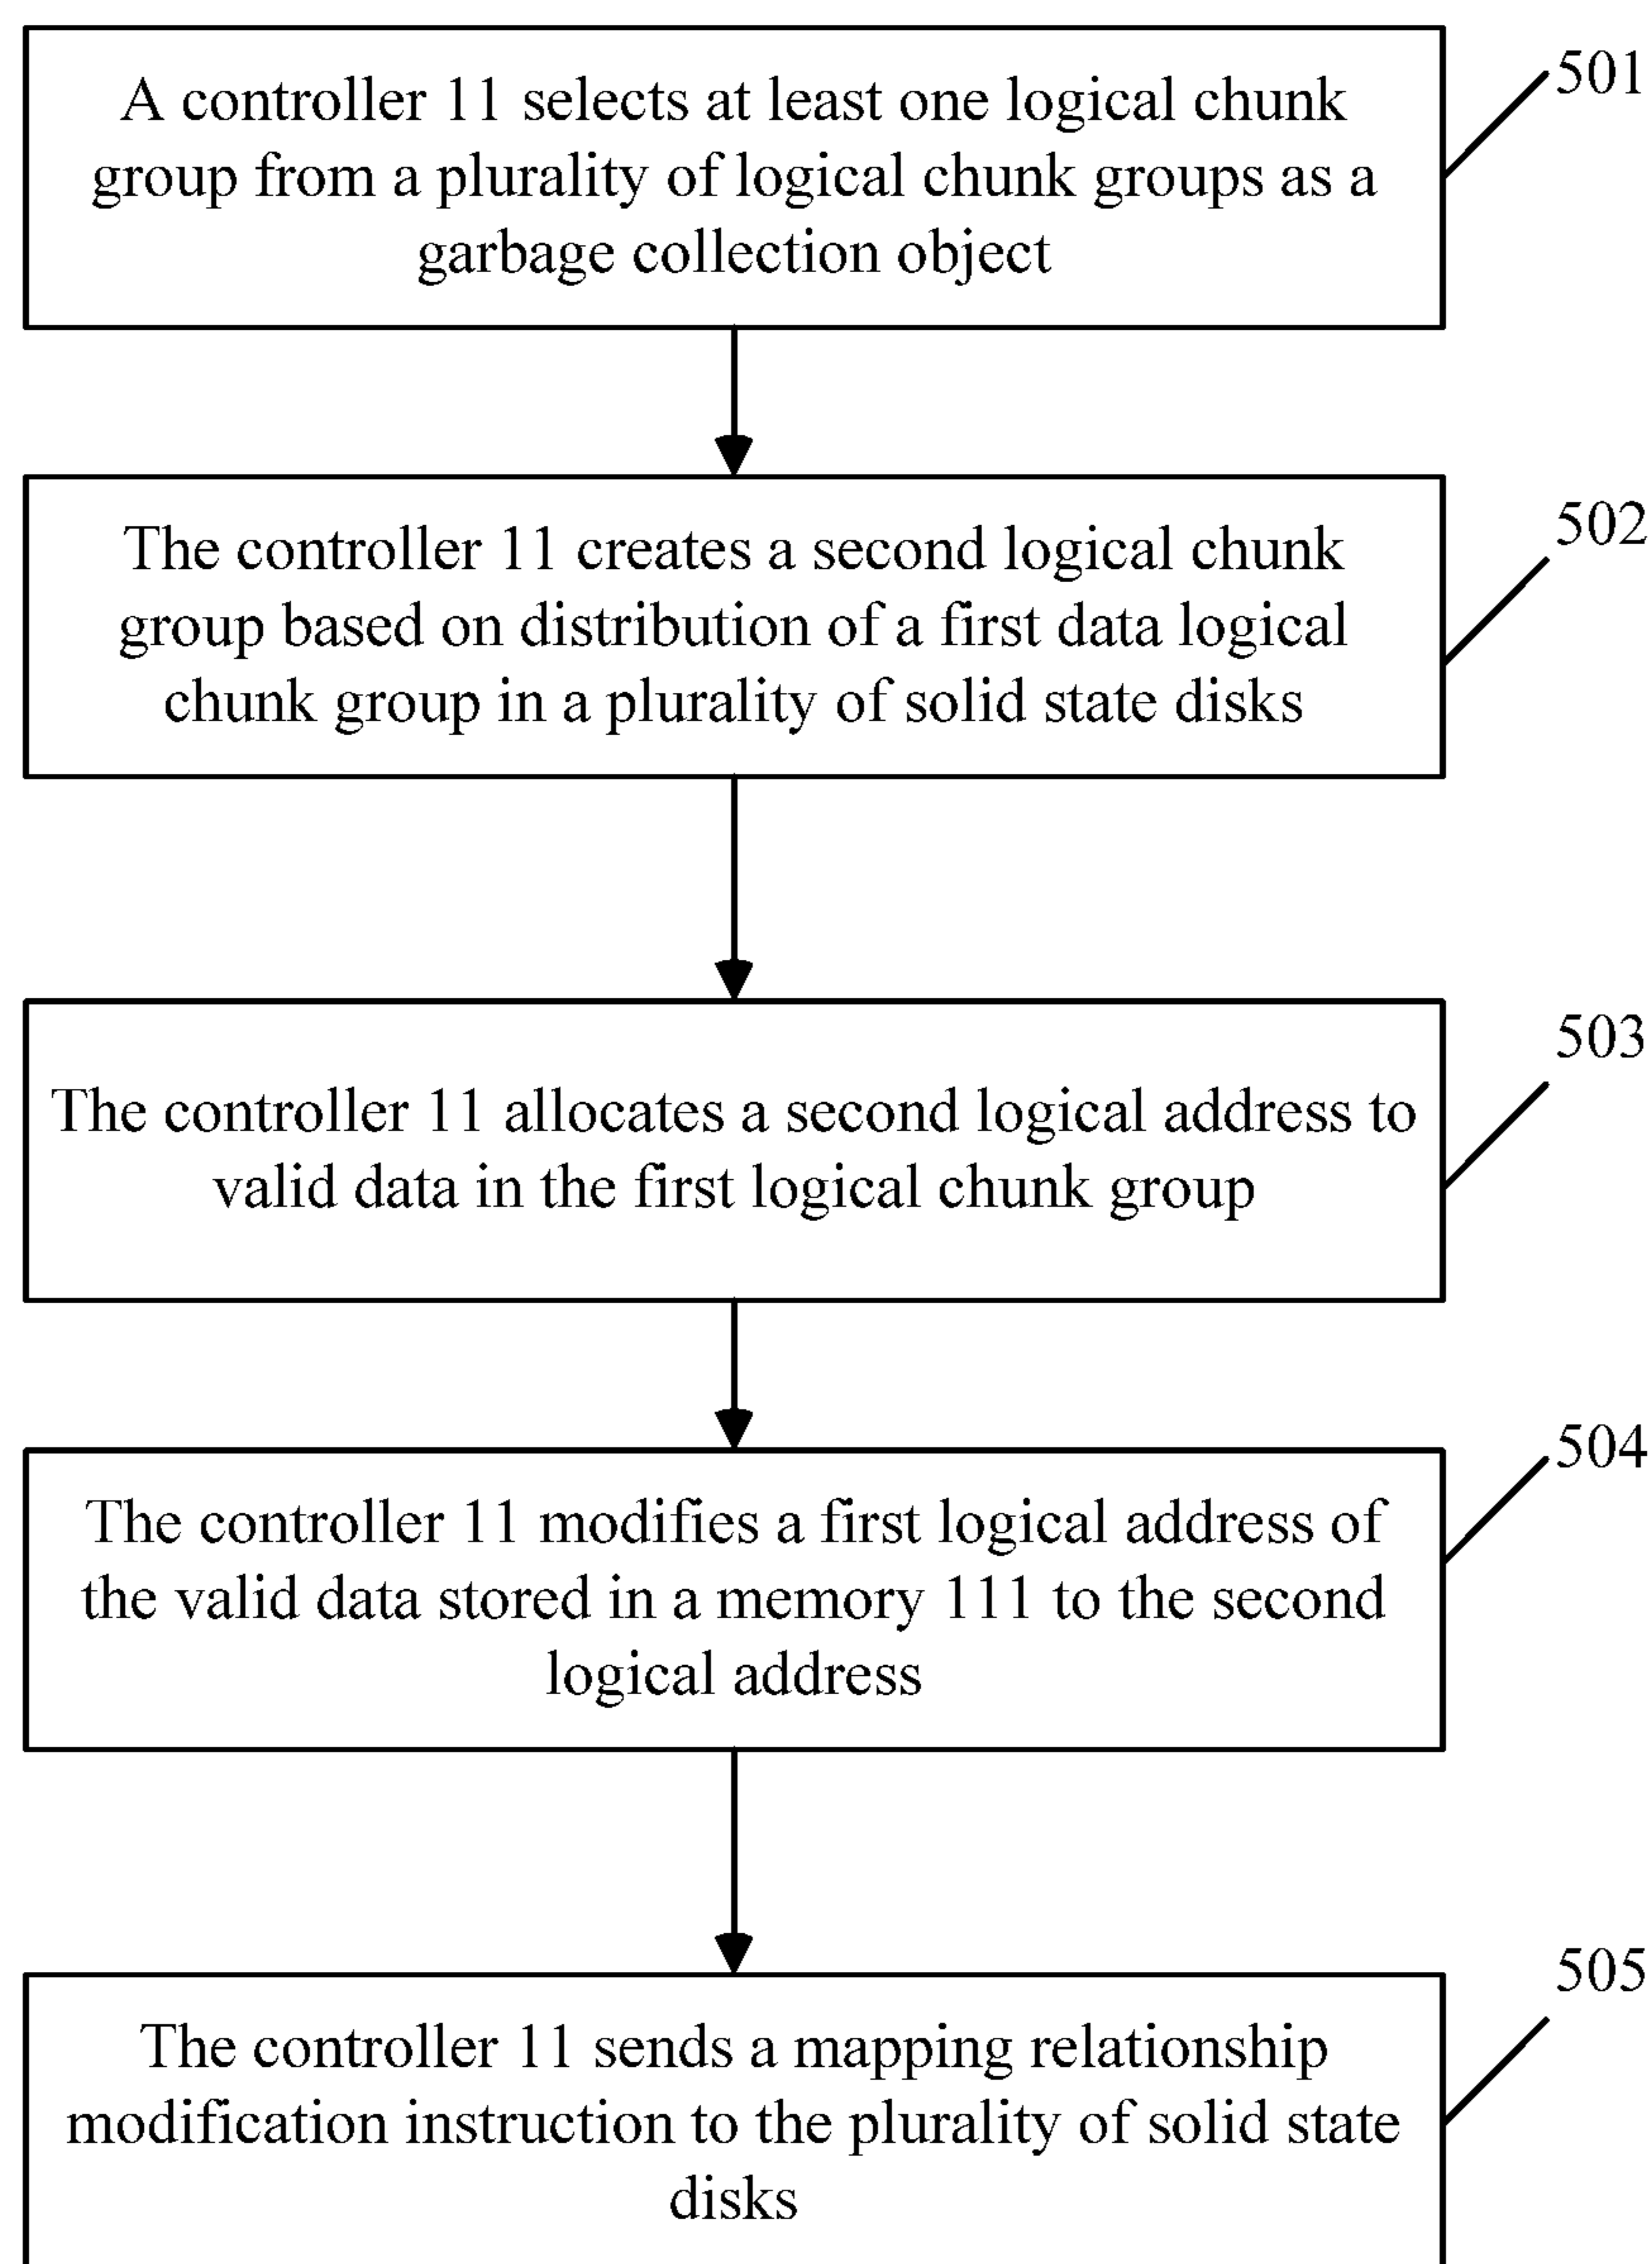 A controller 11 selects at least one logical chunk
group from a plurality of logical chunk groups as a
garbage collection object
501
The controller 11 creates a second logical chunk
group based on distribution of a first data logical
chunk group in a plurality of solid state disks
502
The controller 11 allocates a second logical address to
valid data in the first logical chunk group
503
The controller 11 modifies a first logical address of
the valid data stored in a memory 111 to the second
logical address
504
The controller 11 sends a mapping relationship
modification instruction to the plurality of solid state
disks
505